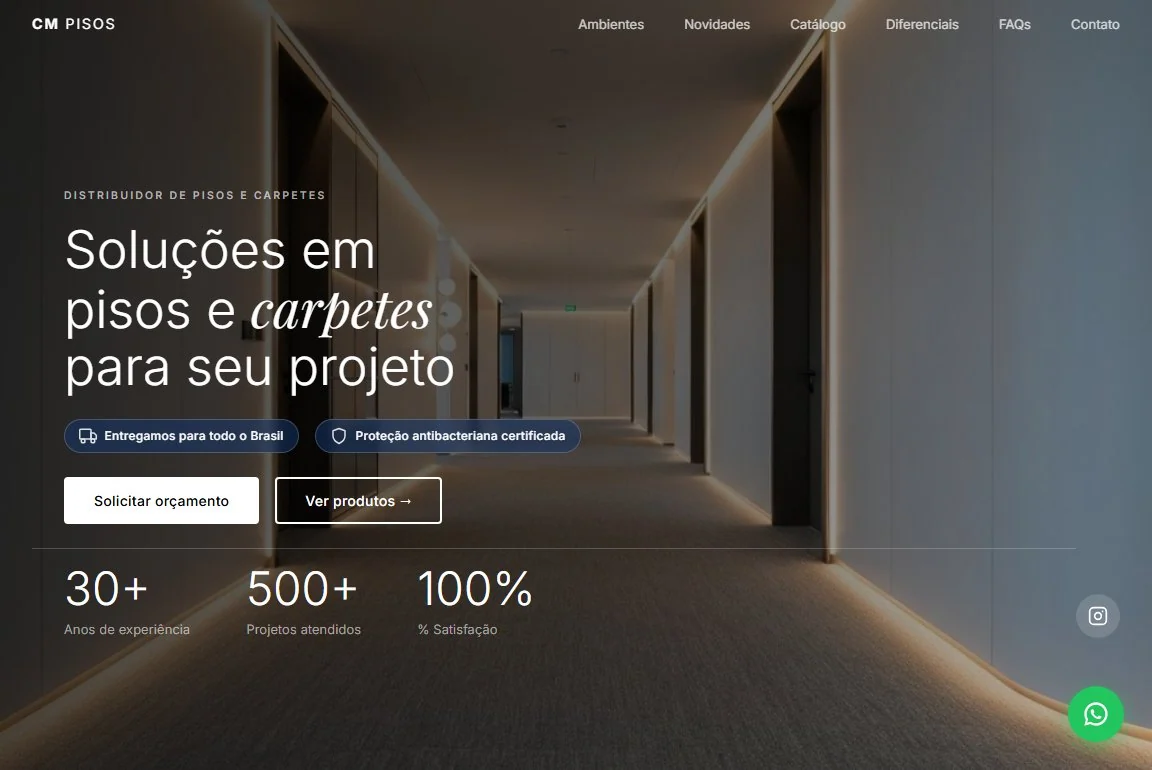 CM PISOS
Ambientes
Novidades
Catálogo
Diferenciais
FAQs
Contato
DISTRIBUIDOR DE PISOS E CARPETES
Soluções em
pisos e carpetes
para seu projeto
Entregamos para todo o Brasil
Proteção antibacteriana certificada
Solicitar orçamento
Ver produtos →
30+
Anos de experiência
500+
Projetos atendidos
100%
% Satisfação